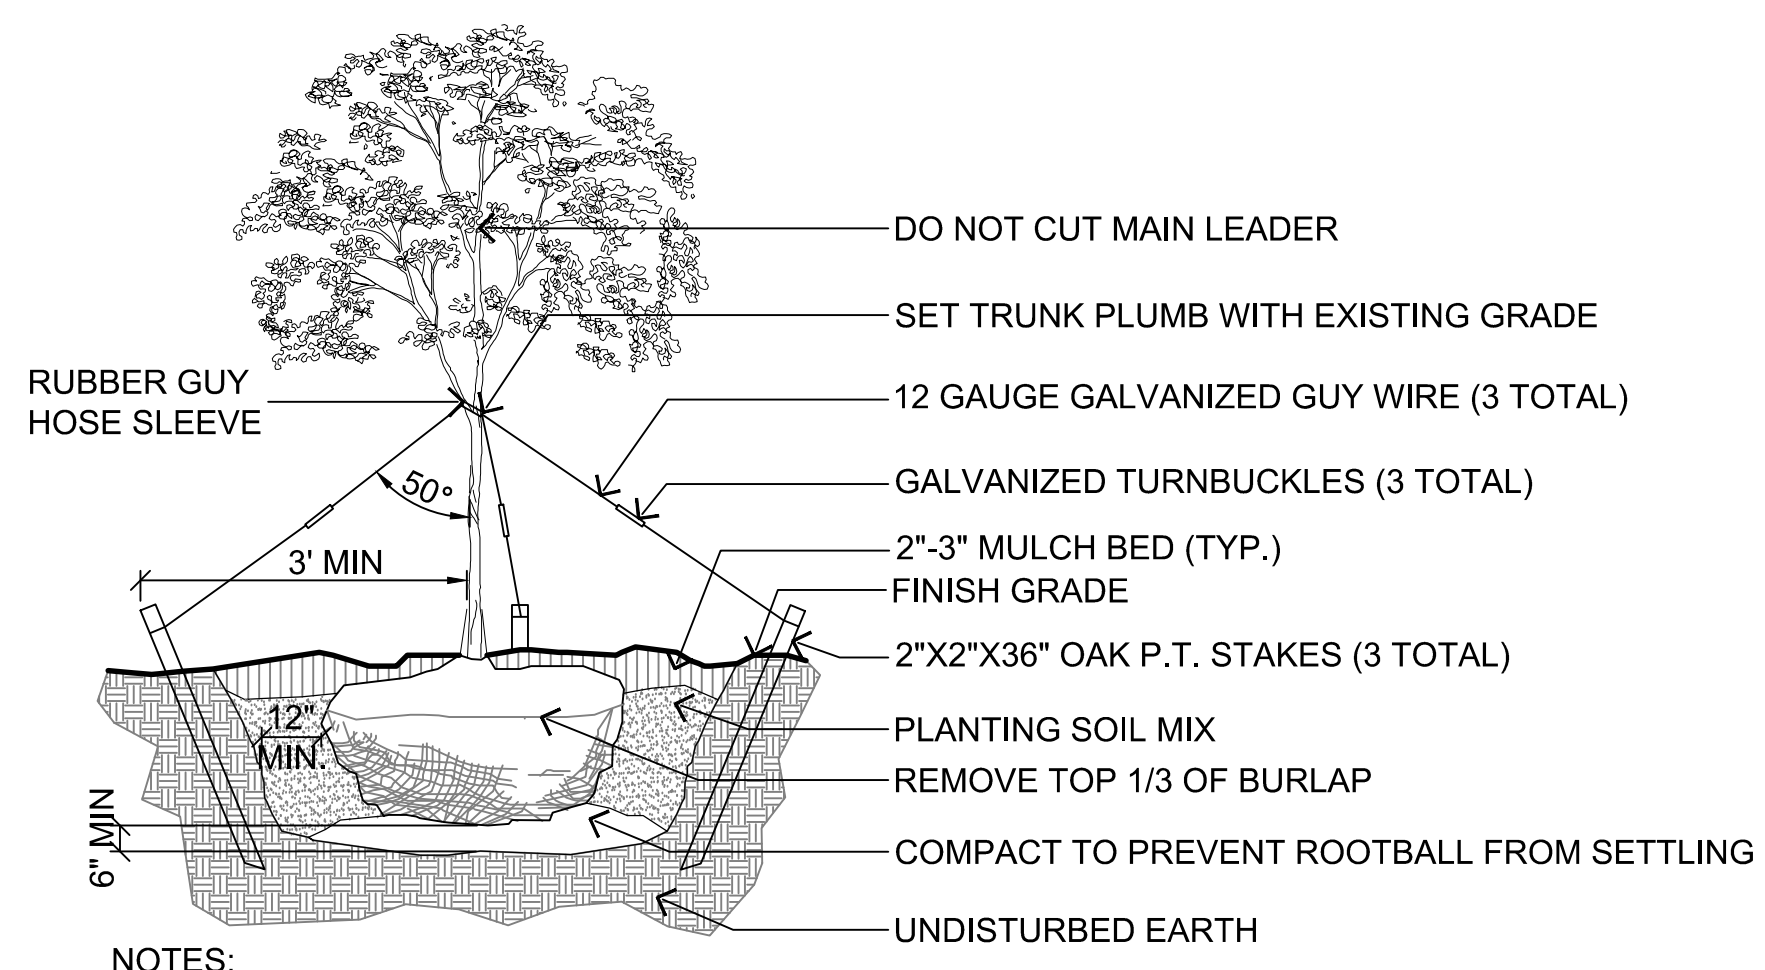 DO NOT CUT MAIN LEADER
SET TRUNK PLUMB WITH EXISTING GRADE
RUBBER GUY
HOSE SLEEVE
12 GAUGE GALVANIZED GUY WIRE (3 TOTAL)
50°
GALVANIZED TURNBUCKLES (3 TOTAL)
3' MIN
2"-3" MULCH BED (TYP.)
FINISH GRADE
2"X2"X36" OAK P.T. STAKES (3 TOTAL)
12"
MIN.
PLANTING SOIL MIX
REMOVE TOP 1/3 OF BURLAP
6" MIN
COMPACT TO PREVENT ROOTBALL FROM SETTLING
UNDISTURBED EARTH
NOTES: